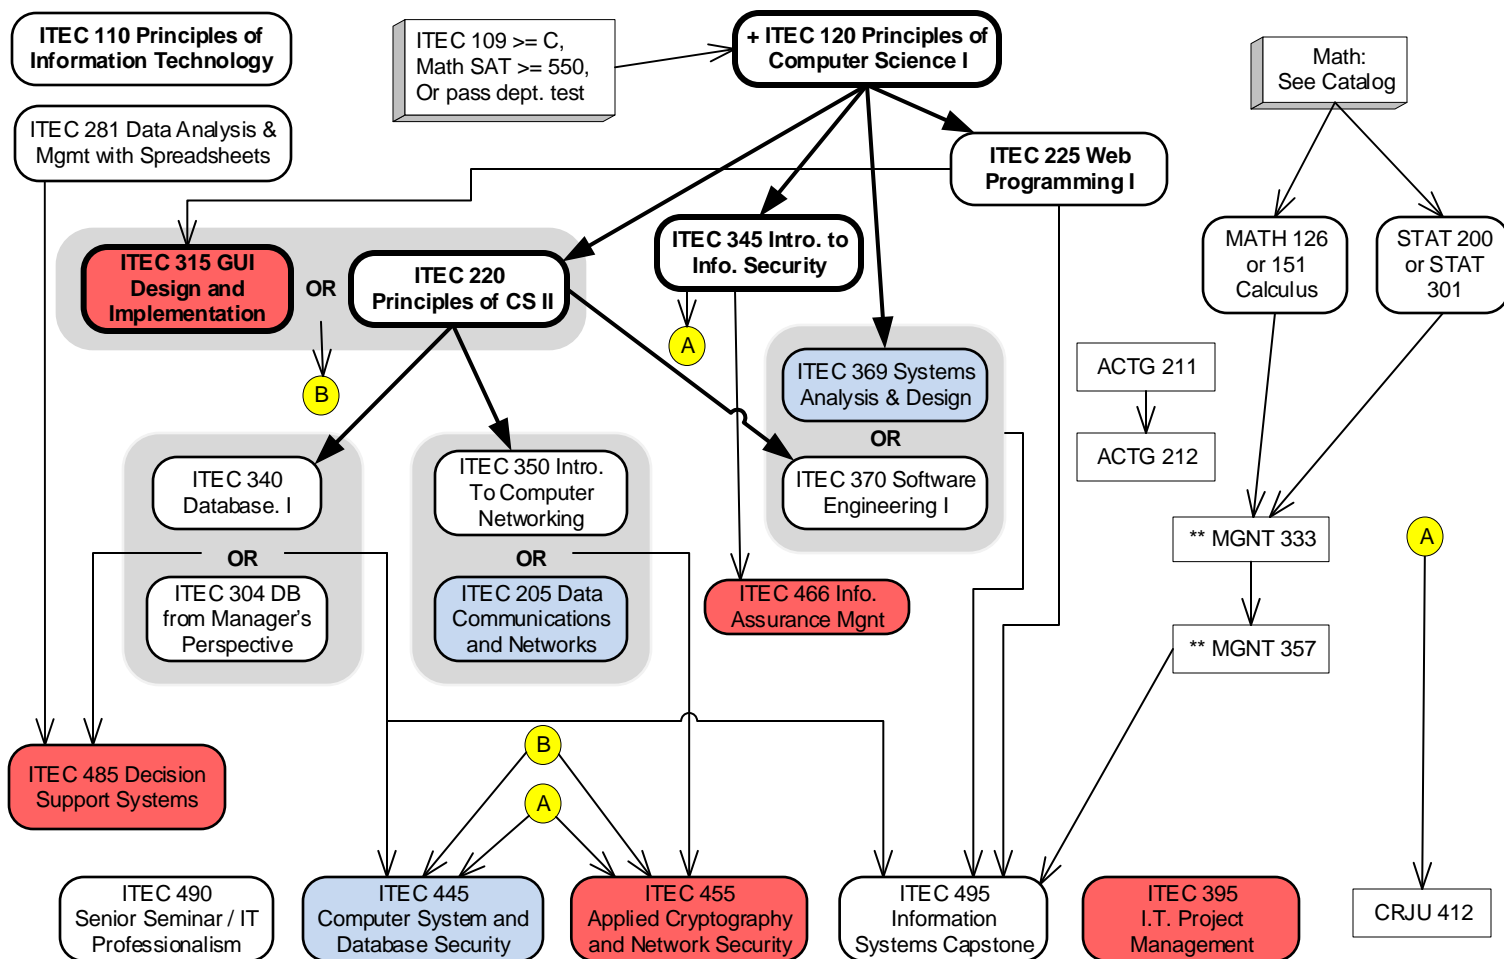 ITEC 110 Principles of
Information Technology
ITEC 109 >= C,
Math SAT >= 550,
Or pass dept. test
+ ITEC 120 Principles of
Computer Science I
Math:
See Catalog
ITEC 281 Data Analysis &
Mgmt with Spreadsheets
ITEC 225 Web
Programming I
ITEC 315 GUI
Design and
Implementation
OR
ITEC 220
Principles of CS II
ITEC 345 Intro. to
Info. Security
MATH 126
or 151
Calculus
STAT 200
or STAT
301
A
B
ITEC 369 Systems
Analysis & Design
OR
ITEC 370 Software
Engineering I
ACTG 211
ACTG 212
ITEC 340
Database. I
OR
ITEC 304 DB
from Manager's
Perspective
ITEC 350 Intro.
To Computer
Networking
OR
ITEC 205 Data
Communications
and Networks
ITEC 466 Info.
Assurance Mgnt
** MGNT 333
A
** MGNT 357
ITEC 485 Decision
Support Systems
B
A
ITEC 490
Senior Seminar / IT
Professionalism
ITEC 445
Computer System and
Database Security
ITEC 455
Applied Cryptography
and Network Security
ITEC 495
Information
Systems Capstone
ITEC 395
I.T. Project
Management
CRJU 412